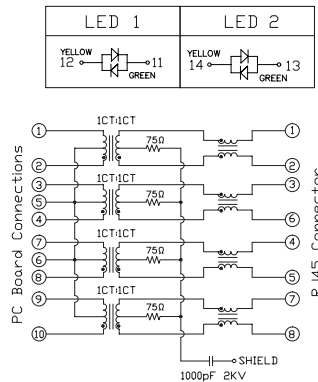 LED 1
LED 2
YELLOW
12
11
GREEN
YELLOW
14
13
GREEN
PC Board Connections
RJ45 Connector
1CT:1CT
75Ω
1
2
1
2
1CT:1CT
75Ω
3
5
4
3
6
1CT:1CT
75Ω
7
6
8
4
5
1CT:1CT
75Ω
9
10
7
8
SHIELD
1000pF 2KV